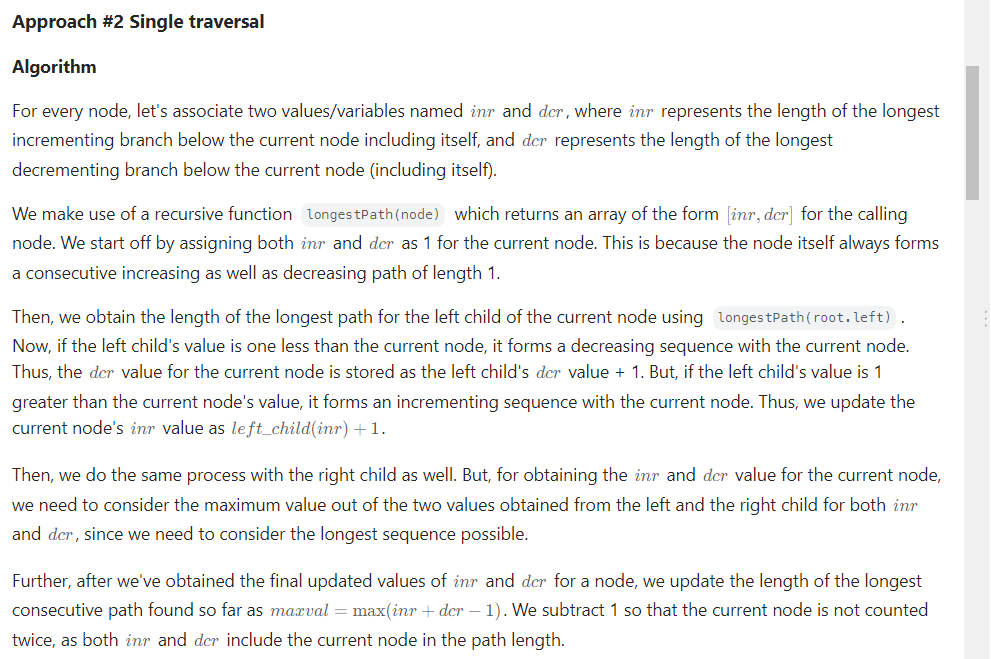 Approach #2 Single traversal
Algorithm
For every node, let's associate two values/variables named inr and dcr, where inr represents the length of the longest
incrementing branch below the current node including itself, and dcr represents the length of the longest
decrementing branch below the current node (including itself).
We make use of a recursive function longestPath(node) which returns an array of the form [inr, dcr] for the calling
node. We start off by assigning both inr and dcr as 1 for the current node. This is because the node itself always forms
a consecutive increasing as well as decreasing path of length 1.
Then, we obtain the length of the longest path for the left child of the current node using longestPath(root.left) .
Now, if the left child's value is one less than the current node, it forms a decreasing sequence with the current node.
Thus, the dcr value for the current node is stored as the left child's dcr value + 1. But, if the left child's value is 1
greater than the current node's value, it forms an incrementing sequence with the current node. Thus, we update the
current node's inr value as left_child(inr) + 1.
Then, we do the same process with the right child as well. But, for obtaining the inr and dcr value for the current node,
we need to consider the maximum value out of the two values obtained from the left and the right child for both inr
and dcr, since we need to consider the longest sequence possible.
Further, after we've obtained the final updated values of inr and dcr for a node, we update the length of the longest
consecutive path found so far as maxval = max(inr + dcr − 1). We subtract 1 so that the current node is not counted
twice, as both inr and dcr include the current node in the path length.